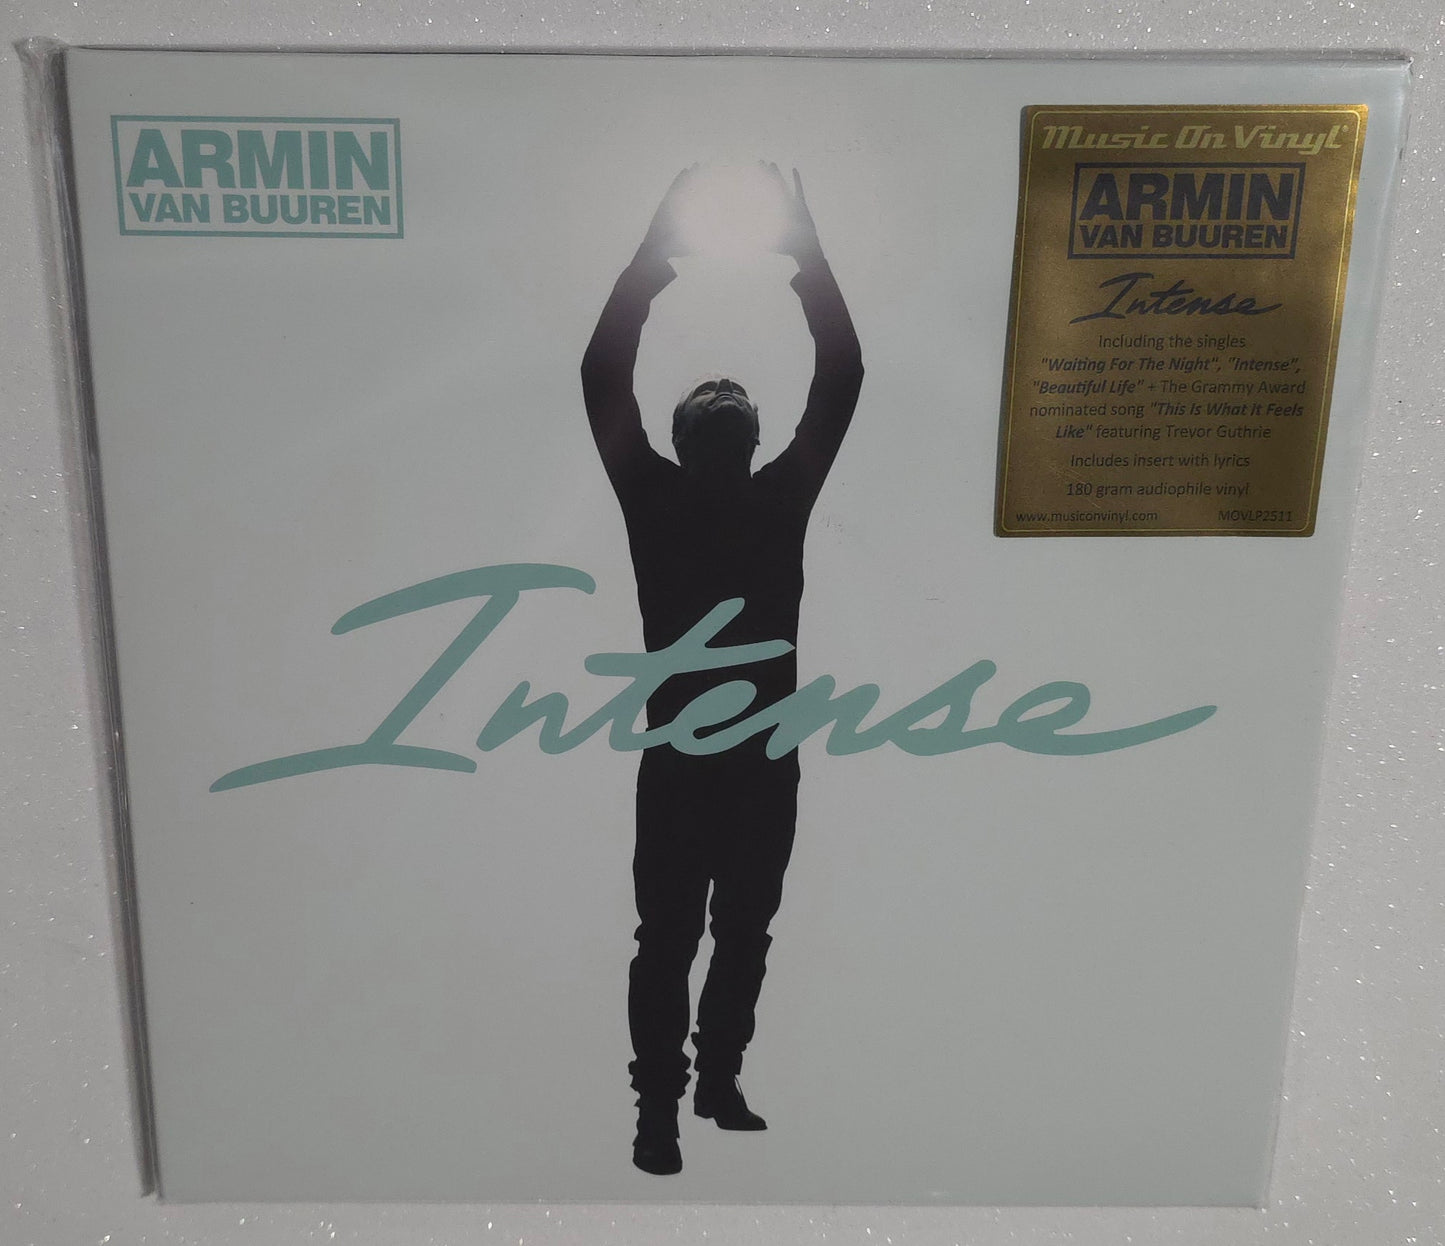 ARMIN
VAN BUUREN
Music On Vinyl®
ARMIN
VAN BUUREN
Intense
Including the singles
"Waiting For The Night", "Intense",
"Beautiful Life" + The Grammy Award
nominated song "This Is What It Feels
Like" featuring Trevor Guthrie
Includes insert with lyrics
180 gram audiophile vinyl
www.musiconvinyl.com MOVLP2511
Intense